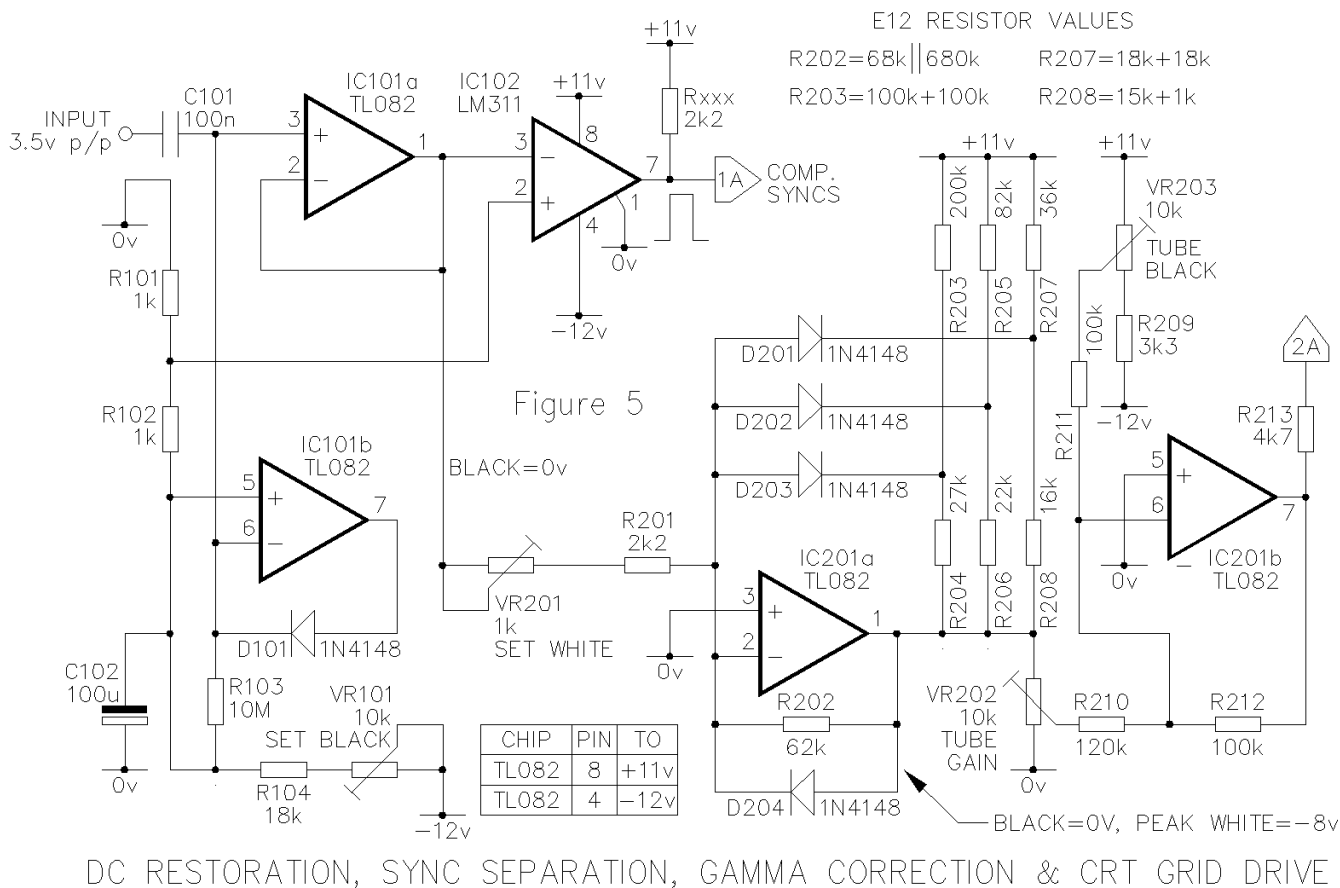 E12 RESISTOR VALUES
R202=68k||680k
R207=18k+18k
R203=100k+100k
R208=15k+1k
INPUT
3.5v p/p
C101
100n
IC101a
TL082
3
+
2
−
1
IC102
LM311
+11v
3
−
2
+
8
7
1
4
0v
−12v
+11v
Rxxx
2k2
1A
COMP.
SYNCS
0v
R101
1k
R102
1k
Figure 5
IC101b
TL082
5
+
6
−
7
D101
1N4148
C102
100u
0v
R103
10M
VR101
10k
SET BLACK
R104
18k
−12v
BLACK=0v
VR201
1k
SET WHITE
R201
2k2
D201
1N4148
D202
1N4148
D203
1N4148
+11v
200k
82k
36k
R203
R205
R207
27k
22k
16k
R204
R206
R208
IC201a
TL082
3
+
2
−
1
0v
R202
62k
D204
1N4148
+11v
VR203
10k
TUBE
BLACK
R209
3k3
−12v
100k
R211
2A
R213
4k7
5
+
6
7
IC201b
−
TL082
0v
VR202
10k
TUBE
GAIN
0v
R210
120k
R212
100k
CHIP PIN TO
TL082 8 +11v
TL082 4 −12v
BLACK=0V, PEAK WHITE=−8v
DC RESTORATION, SYNC SEPARATION, GAMMA CORRECTION & CRT GRID DRIVE